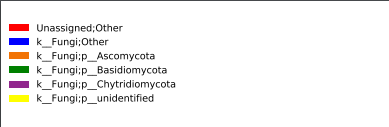 Unassigned;Other
k__Fungi;Other
k__Fungi;p__Ascomycota
k__Fungi;p__Basidiomycota
k__Fungi;p__Chytridiomycota
k__Fungi;p__unidentified